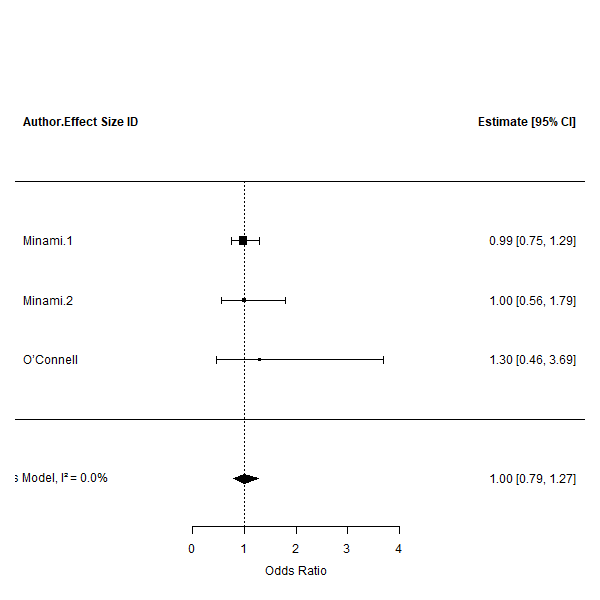 Author.Effect Size ID Estimate [95% CI]
Minami.1 0.99 [0.75, 1.29]
Minami.2 1.00 [0.56, 1.79]
O'Connell 1.30 [0.46, 3.69]
s Model, I² = 0.0% 1.00 [0.79, 1.27]
0 1 2 3 4
Odds Ratio